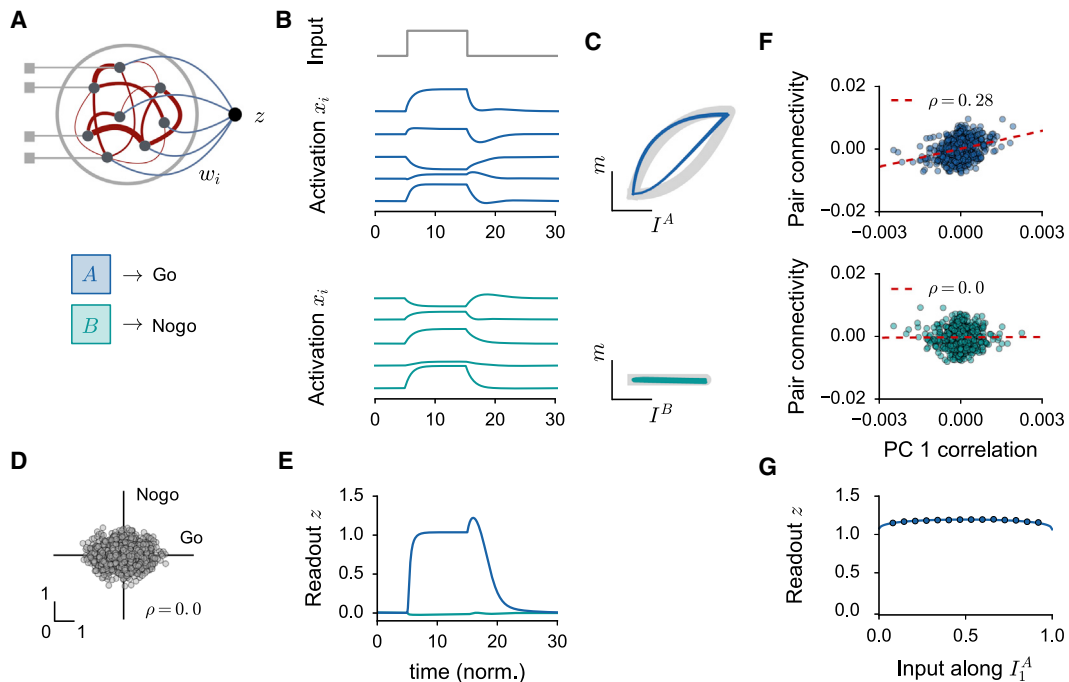 A
z
w_i
A → Go
B → Nogo
B
Input
Activation x_i
0 10 20 30
Activation x_i
0 10 20 30
C
m
I^A
m
I^B
D
Nogo
Go
1
0 1
ρ = 0.0
E
Readout z
1.5
1.0
0.5
0.0
0 10 20 30
time (norm.)
F
Pair connectivity
0.02
0.00
−0.02
ρ = 0.28
−0.003 0.000 0.003
Pair connectivity
0.02
0.00
−0.02
ρ = 0.0
−0.003 0.000 0.003
PC 1 correlation
G
Readout z
1.5
1.0
0.5
0.0
0.0 0.5 1.0
Input along I_1^A